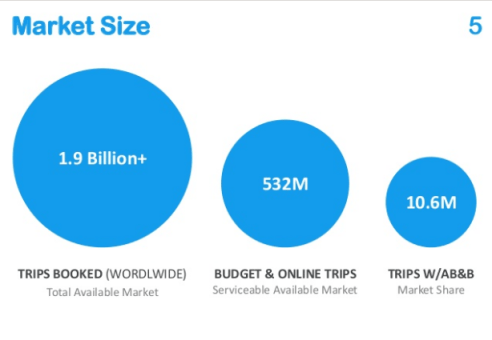 Market Size
5
1.9 Billion+
532M
10.6M
TRIPS BOOKED (WORDLWIDE)
Total Available Market
BUDGET & ONLINE TRIPS
Serviceable Available Market
TRIPS W/AB&B
Market Share